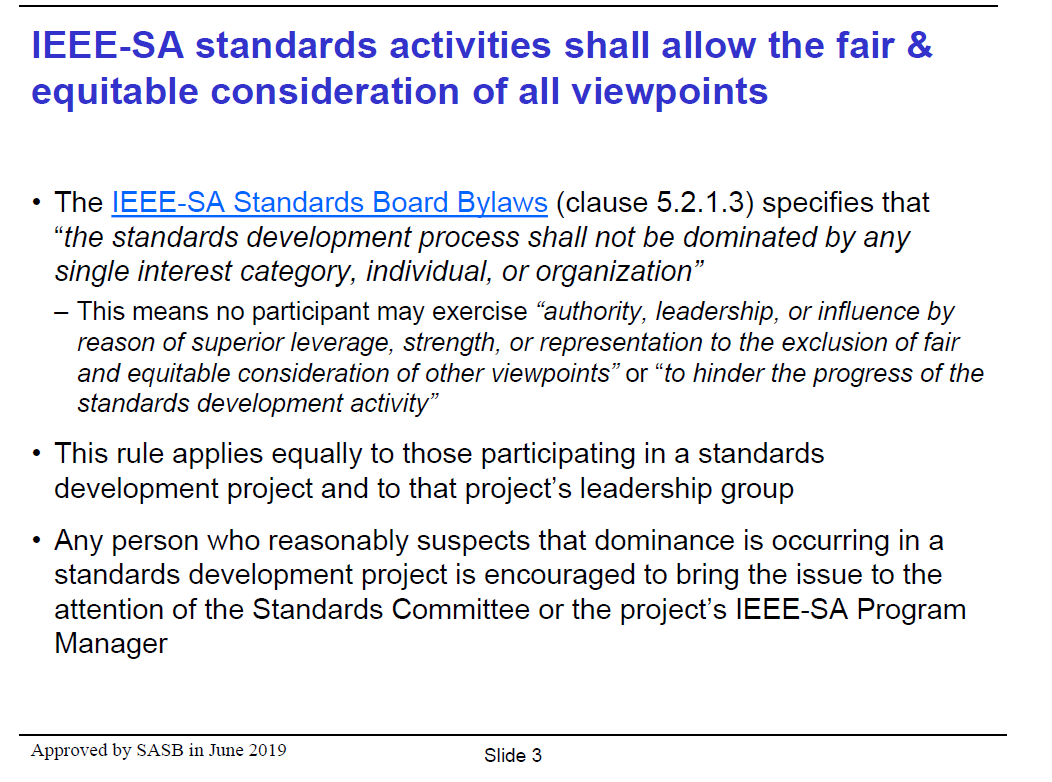 IEEE-SA standards activities shall allow the fair &
equitable consideration of all viewpoints
• The IEEE-SA Standards Board Bylaws (clause 5.2.1.3) specifies that
“the standards development process shall not be dominated by any
single interest category, individual, or organization”
– This means no participant may exercise “authority, leadership, or influence by
reason of superior leverage, strength, or representation to the exclusion of fair
and equitable consideration of other viewpoints” or “to hinder the progress of the
standards development activity”
• This rule applies equally to those participating in a standards
development project and to that project’s leadership group
• Any person who reasonably suspects that dominance is occurring in a
standards development project is encouraged to bring the issue to the
attention of the Standards Committee or the project’s IEEE-SA Program
Manager
Approved by SASB in June 2019
Slide 3